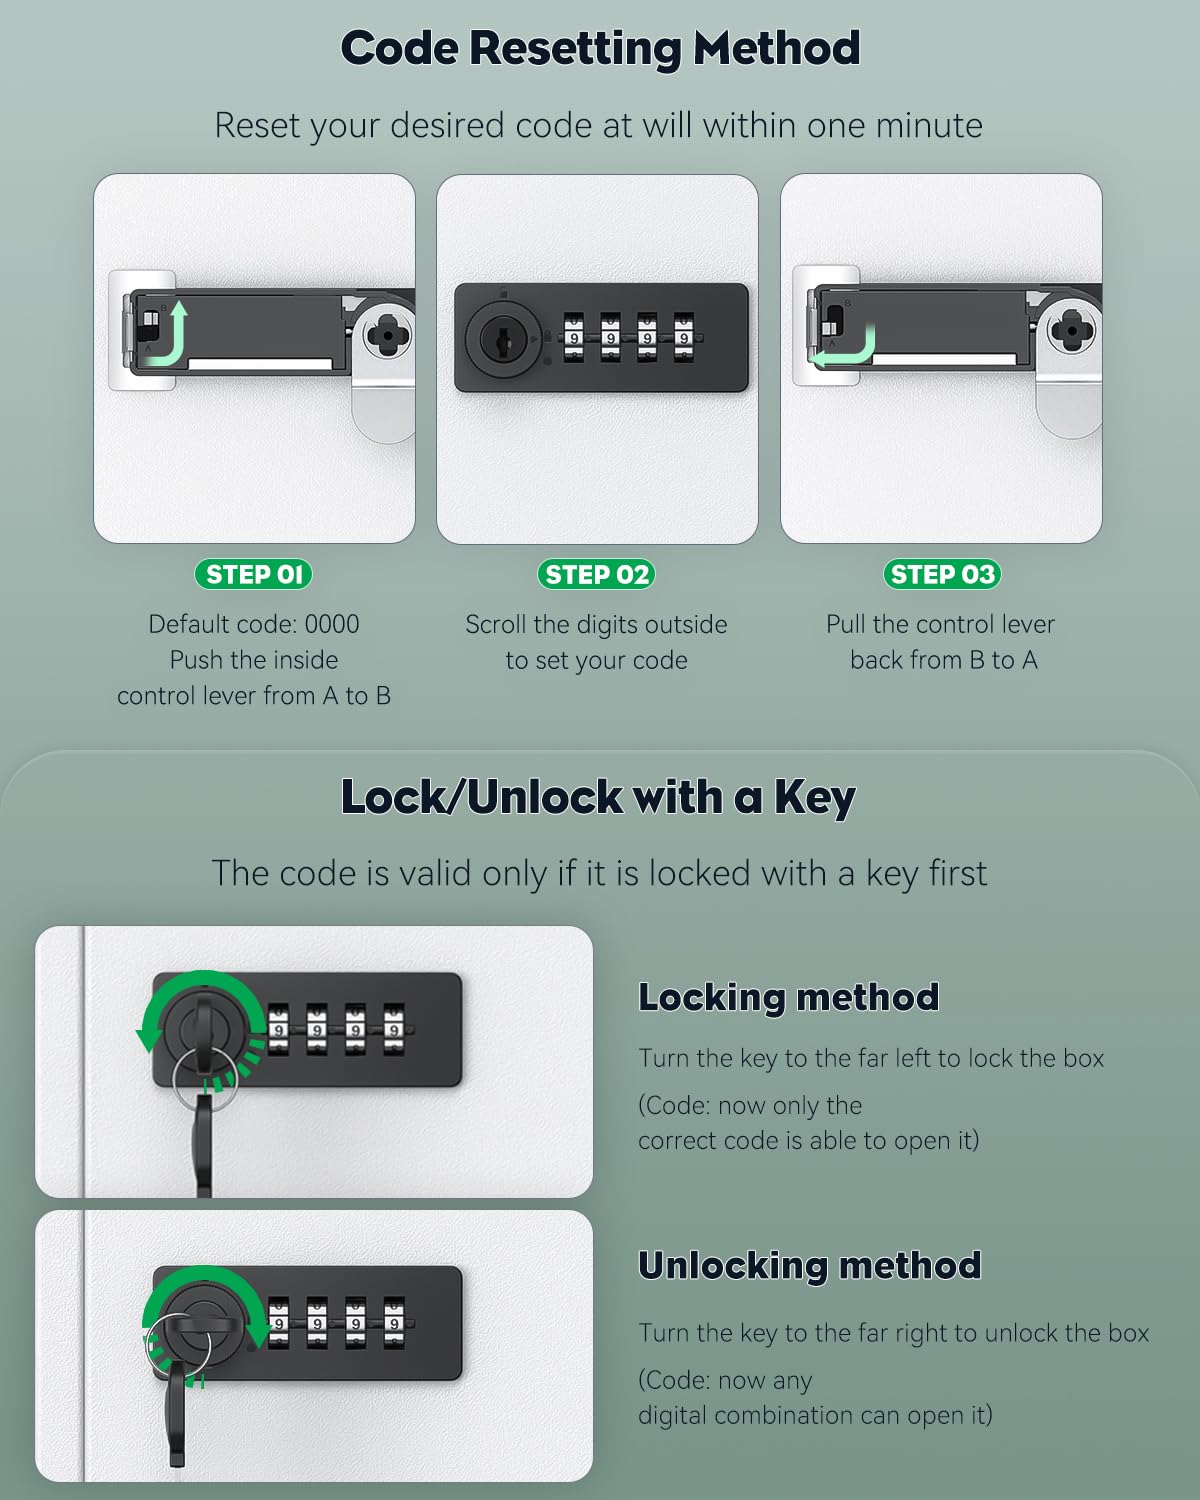 Code Resetting Method
Reset your desired code at will within one minute
B
A
9 9 9 9
B
A
STEP 01
STEP 02
STEP 03
Default code: 0000
Push the inside
control lever from A to B
Scroll the digits outside
to set your code
Pull the control lever
back from B to A
Lock/Unlock with a Key
The code is valid only if it is locked with a key first
9 9 9 9
Locking method
Turn the key to the far left to lock the box
(Code: now only the
correct code is able to open it)
9 9 9 9
Unlocking method
Turn the key to the far right to unlock the box
(Code: now any
digital combination can open it)